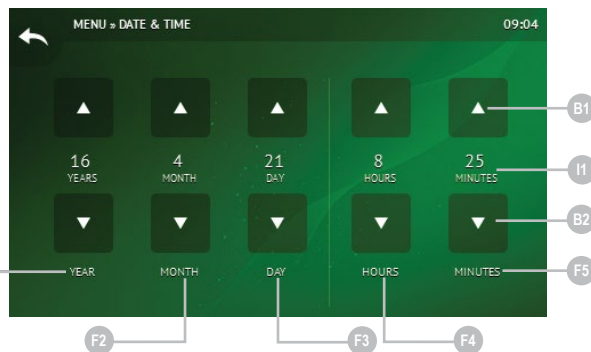 MENU » DATE & TIME 09:04
B1
16 4 21 8 25
YEARS MONTH DAY HOURS MINUTES
I1
B2
YEAR MONTH DAY HOURS MINUTES
F5
F2 F3 F4